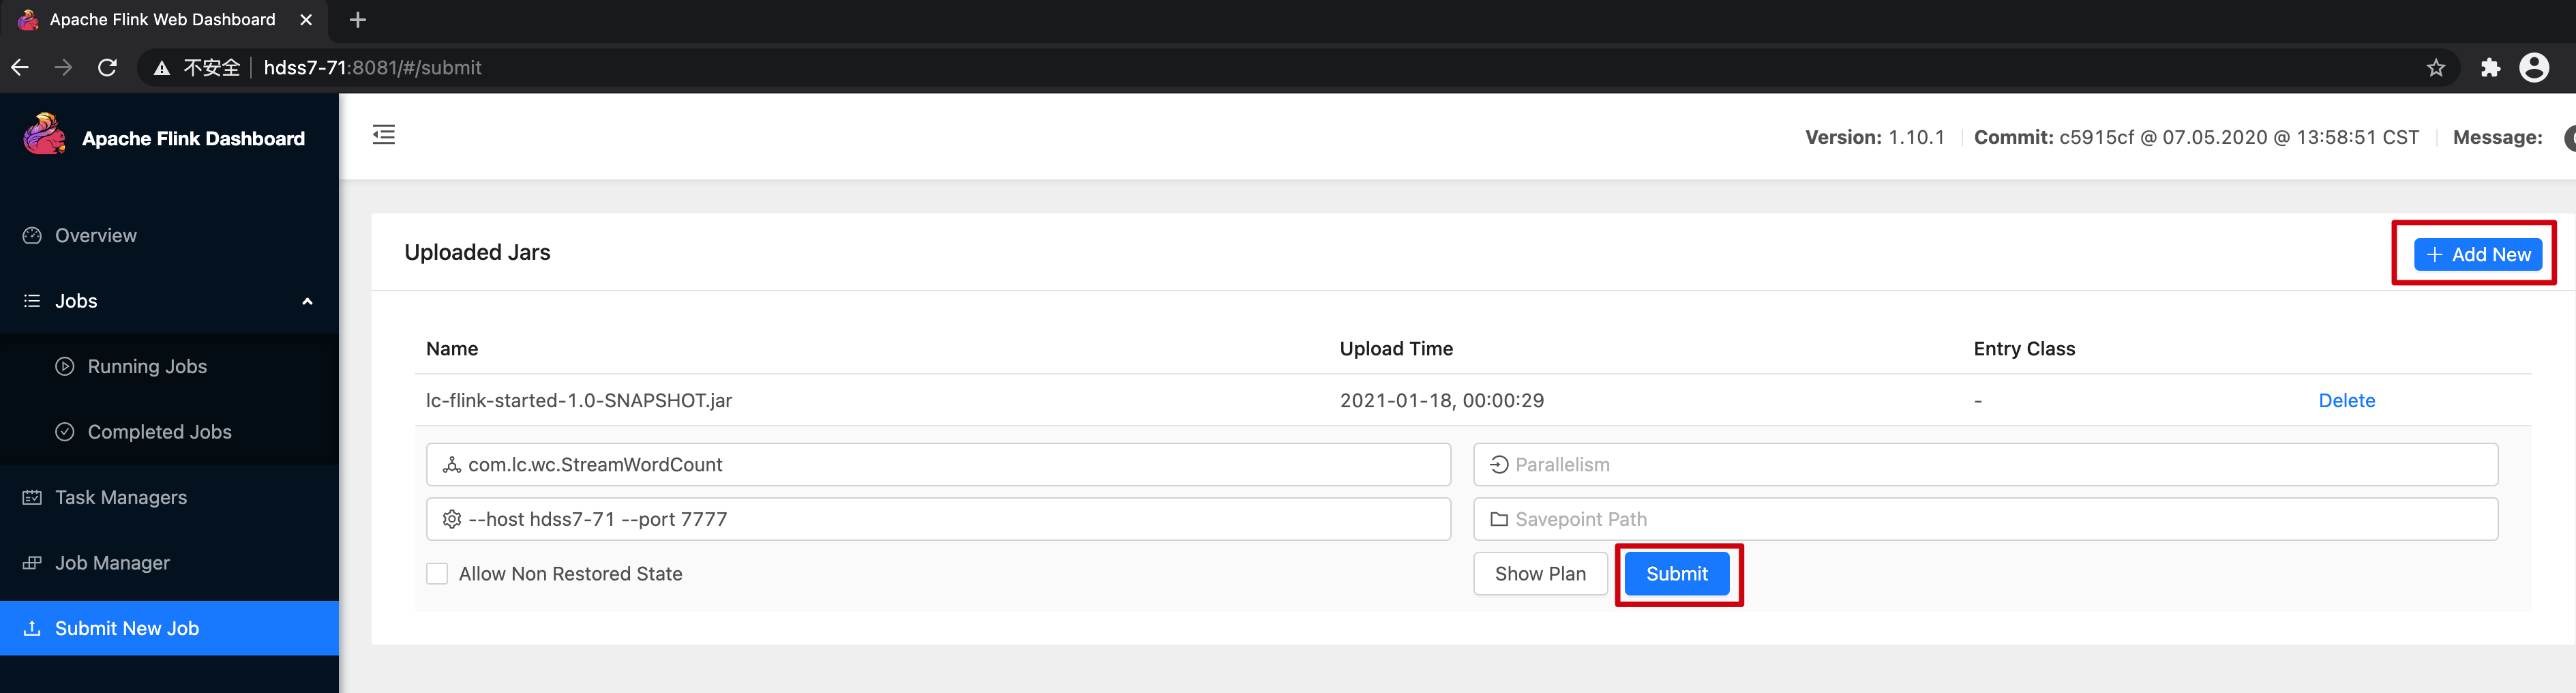 Apache Flink Web Dashboard
不安全 hdss7-71:8081/#/submit
Apache Flink Dashboard
Version: 1.10.1 Commit: c5915cf @ 07.05.2020 @ 13:58:51 CST Message:
Overview
Jobs
Running Jobs
Completed Jobs
Task Managers
Job Manager
Submit New Job
Uploaded Jars
+ Add New
Name Upload Time Entry Class
lc-flink-started-1.0-SNAPSHOT.jar 2021-01-18, 00:00:29 - Delete
com.lc.wc.StreamWordCount Parallelism
--host hdss7-71 --port 7777 Savepoint Path
Allow Non Restored State Show Plan Submit